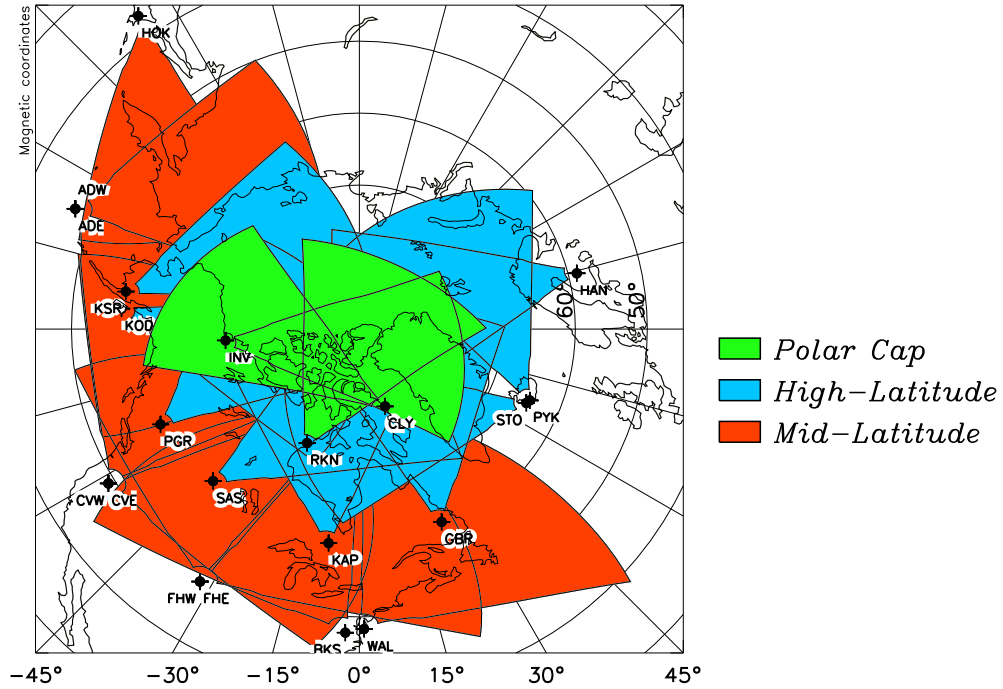 Magnetic coordinates
HOK
ADW
ADE
KSR
KOD
INV
HAN
60°
50°
CLY
STO PYK
PGR
RKN
CVW CVE
SAS
GBR
KAP
FHW FHE
BKS WAL
-45° -30° -15° 0° 15° 30° 45°
Polar Cap
High-Latitude
Mid-Latitude